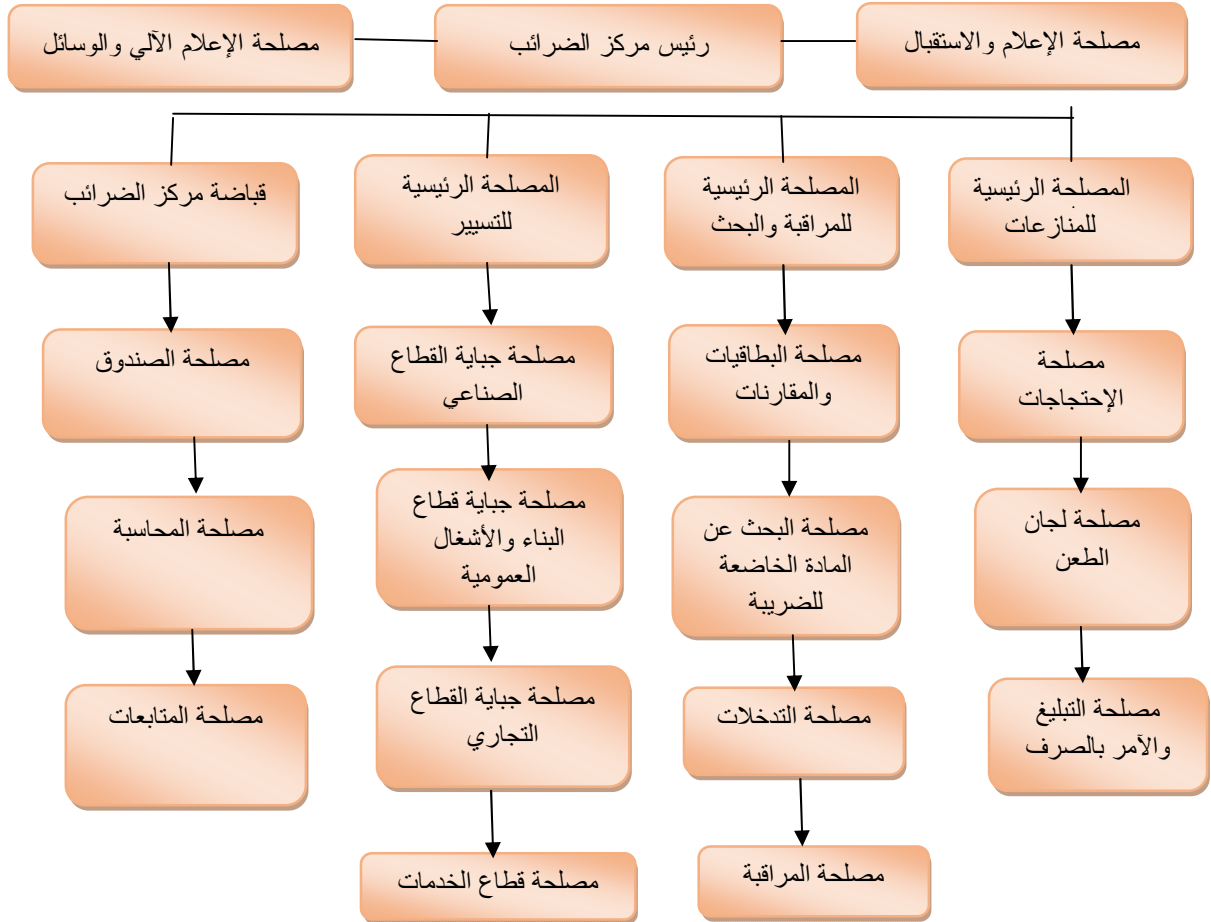 مصلحة الإعلام والاستقبال
رئيس مركز الضرائب
مصلحة الإعلام الآلي والوسائل
المصلحة الرئيسية
للمنازعات
المصلحة الرئيسية
للمراقبة والبحث
المصلحة الرئيسية
للتسيير
قباضة مركز الضرائب
مصلحة
الإحتجاجات
مصلحة البطاقيات
والمقارنات
مصلحة جباية القطاع
الصناعي
مصلحة الصندوق
مصلحة لجان
الطعن
مصلحة البحث عن
المادة الخاضعة
للضريبة
مصلحة جباية قطاع
البناء والأشغال
العمومية
مصلحة المحاسبة
مصلحة التبليغ
والآمر بالصرف
مصلحة التدخلات
مصلحة جباية القطاع
التجاري
مصلحة المتابعات
مصلحة المراقبة
مصلحة قطاع الخدمات